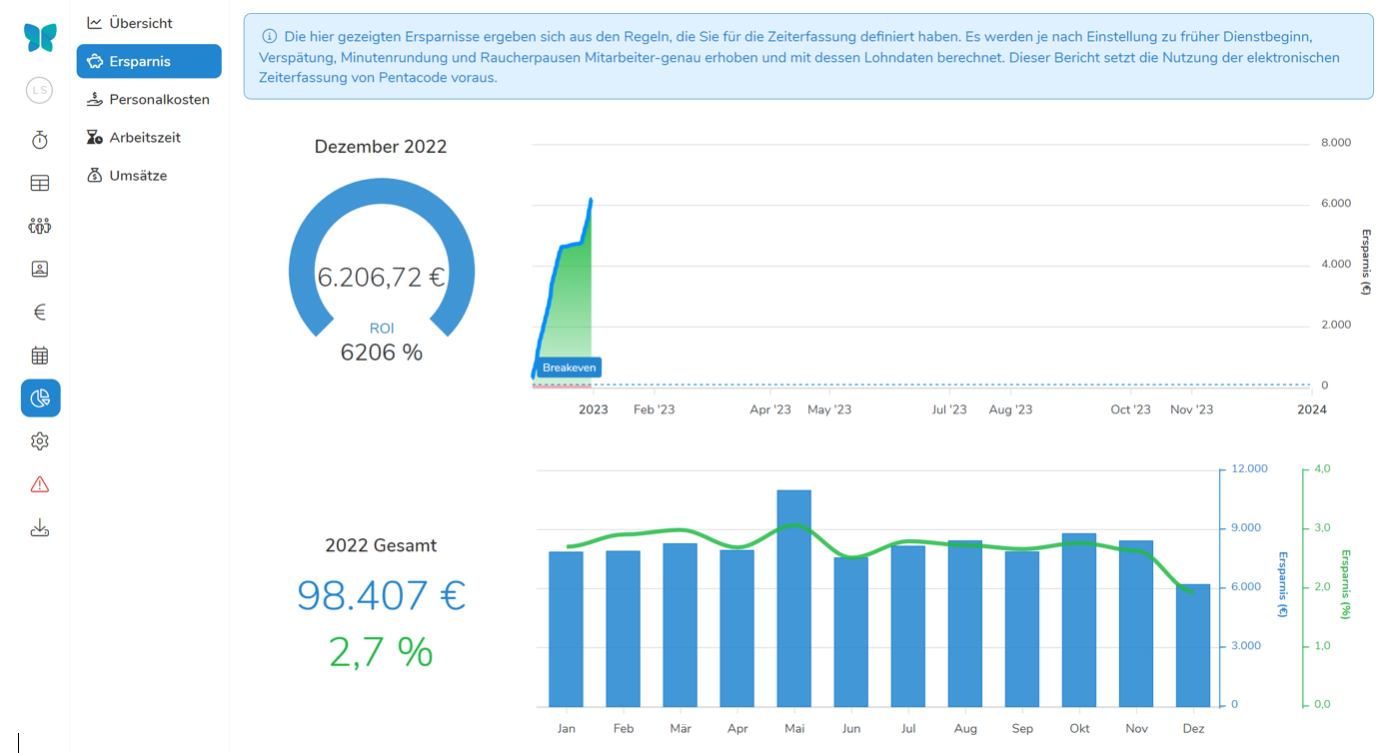 LS
Übersicht
Ersparnis
Personalkosten
Arbeitszeit
Umsätze
Die hier gezeigten Ersparnisse ergeben sich aus den Regeln, die Sie für die Zeiterfassung definiert haben. Es werden je nach Einstellung zu früher Dienstbeginn,
Verspätung, Minutenrundung und Raucherpausen Mitarbeiter-genau erhoben und mit dessen Lohndaten berechnet. Dieser Bericht setzt die Nutzung der elektronischen
Zeiterfassung von Pentacode voraus.
Dezember 2022
6.206,72 €
ROI
6206 %
8.000
6.000
4.000
2.000
0
Ersparnis (€)
Breakeven
2023 Feb '23 Apr '23 May '23 Jul '23 Aug '23 Oct '23 Nov '23 2024
2022 Gesamt
98.407 €
2,7 %
12.000 4,0
9.000 3,0
6.000 2,0
3.000 1,0
0 0,0
Ersparnis (€)
Ersparnis (%)
Jan Feb Mär Apr Mai Jun Jul Aug Sep Okt Nov Dez